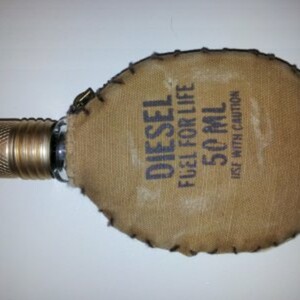 DIESEL
FUEL FOR LIFE
50 ML
USE WITH CAUTION